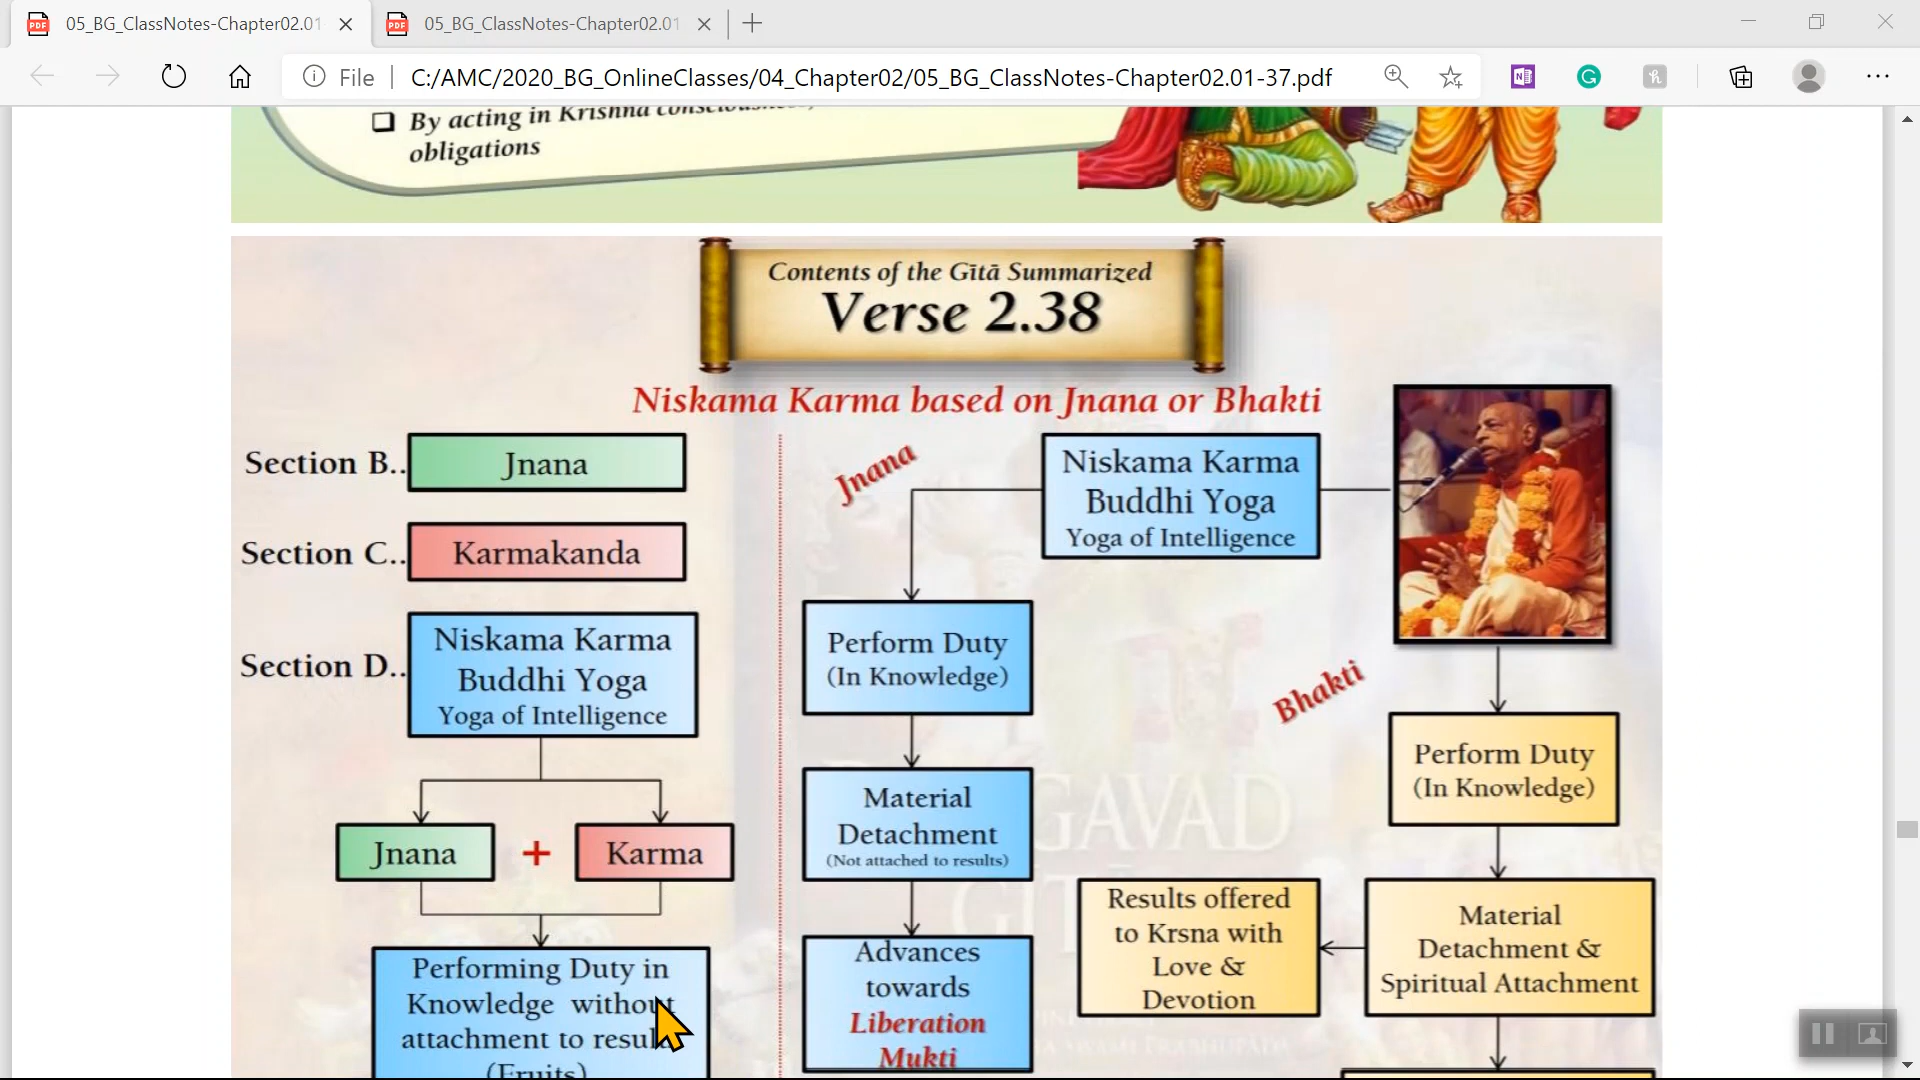 05_BG_ClassNotes-Chapter02.01
05_BG_ClassNotes-Chapter02.01
File
C:/AMC/2020_BG_OnlineClasses/04_Chapter02/05_BG_ClassNotes-Chapter02.01-37.pdf
By acting in Krishna consciousness,
obligations
Contents of the Gītā Summarized
Verse 2.38
Niskama Karma based on Jnana or Bhakti
Section B..
Jnana
Section C..
Karmakanda
Section D..
Niskama Karma
Buddhi Yoga
Yoga of Intelligence
Jnana
+
Karma
Performing Duty in
Knowledge without
attachment to
(Fruits)
Jnana
Niskama Karma
Buddhi Yoga
Yoga of Intelligence
Perform Duty
(In Knowledge)
Material
Detachment
(Not attached to results)
Advances
towards
Liberation
Mukti
Bhakti
Perform Duty
(In Knowledge)
Material
Detachment &
Spiritual Attachment
Results offered
to Krsna with
Love &
Devotion